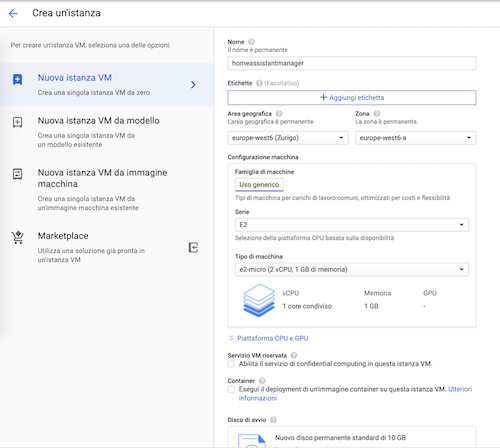 Crea un'istanza
Per creare un'istanza VM, seleziona una delle opzioni:
Nuova istanza VM
Crea una singola istanza VM da zero
Nuova istanza VM da modello
Crea una singola istanza VM da
un modello esistente
Nuova istanza VM da immagine
macchina
Crea una singola istanza VM da
un'immagine macchina esistente
Marketplace
Utilizza una soluzione già pronta in
un'istanza VM
Nome
Il nome è permanente
homeassistantmanager
Etichette (Facoltativo)
+ Aggiungi etichetta
Area geografica
L'area geografica è permanente
europe-west6 (Zurigo)
Zona
La zona è permanente.
europe-west6-a
Configurazione macchina
Famiglia di macchine
Uso generico
Tipi di macchina per carichi di lavoro comuni, ottimizzati per costi e flessibilità
Serie
E2
Selezione della piattaforma CPU basata sulla disponibilità
Tipo di macchina
e2-micro (2 vCPU, 1 GB di memoria)
vCPU Memoria GPU
1 core condiviso 1 GB -
Piattaforma CPU e GPU
Servizio VM riservata
Abilita il servizio di confidential computing in questa istanza VM.
Container
Esegui il deployment di un'immagine container su questa istanza VM. Ulteriori
informazioni
Disco di avvio
Nuovo disco permanente standard di 10 GB